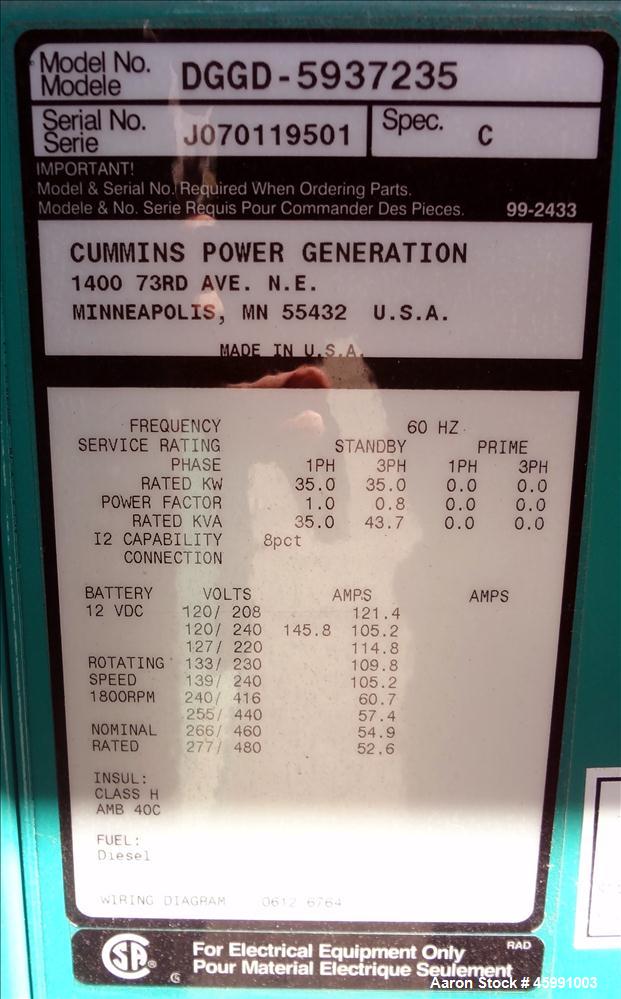 Model No.
Modele
DGGD-5937235
Serial No.
Serie
J070119501
Spec.
C
IMPORTANT!
Model & Serial No. Required When Ordering Parts.
Modele & No. Serie Requis Pour Commander Des Pieces. 99-2433
CUMMINS POWER GENERATION
1400 73RD AVE. N.E.
MINNEAPOLIS, MN 55432 U.S.A.
MADE IN U.S.A.
FREQUENCY 60 HZ
SERVICE RATING STANDBY PRIME
PHASE 1PH 3PH 1PH 3PH
RATED KW 35.0 35.0 0.0 0.0
POWER FACTOR 1.0 0.8 0.0 0.0
RATED KVA 35.0 43.7 0.0 0.0
I2 CAPABILITY 8pct
CONNECTION
BATTERY VOLTS AMPS AMPS
12 VDC 120/ 208 121.4
120/ 240 145.8 105.2
127/ 220 114.8
ROTATING 133/ 230 109.8
SPEED 139/ 240 105.2
1800RPM 240/ 416 60.7
255/ 440 57.4
NOMINAL 266/ 460 54.9
RATED 277/ 480 52.6
INSUL:
CLASS H
AMB 40C
FUEL:
Diesel
WIRING DIAGRAM 0612 6764
SA ® For Electrical Equipment Only RAD
G Pour Material Electrique Seulement
Aaron Stock # 45991003